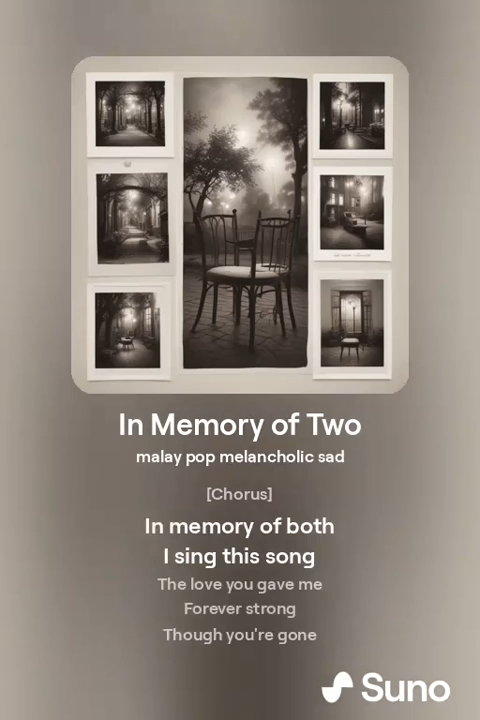 In Memory of Two
malay pop melancholic sad
[Chorus]
In memory of both
I sing this song
The love you gave me
Forever strong
Though you're gone
Suno